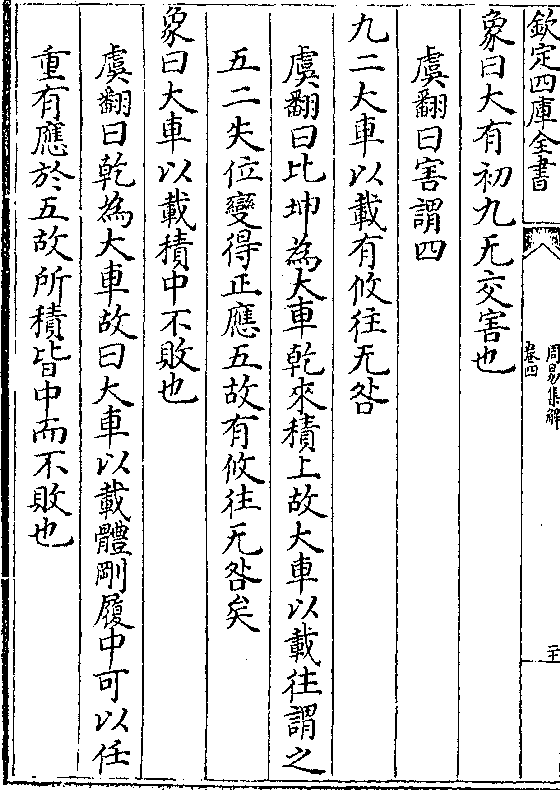 欽定四庫全書
周易集解
卷四
象曰大有初九无交害也
虞翻曰害謂四
九二大車以載有攸往无咎
虞翻曰比坤為大車乾來積上故大車以載往謂之
五二失位變得正應五故有攸往无咎矣
象曰大車以載積中不敗也
虞翻曰乾為大車故曰大車以載體剛履中可以任
重有應於五故所積皆中而不敗也